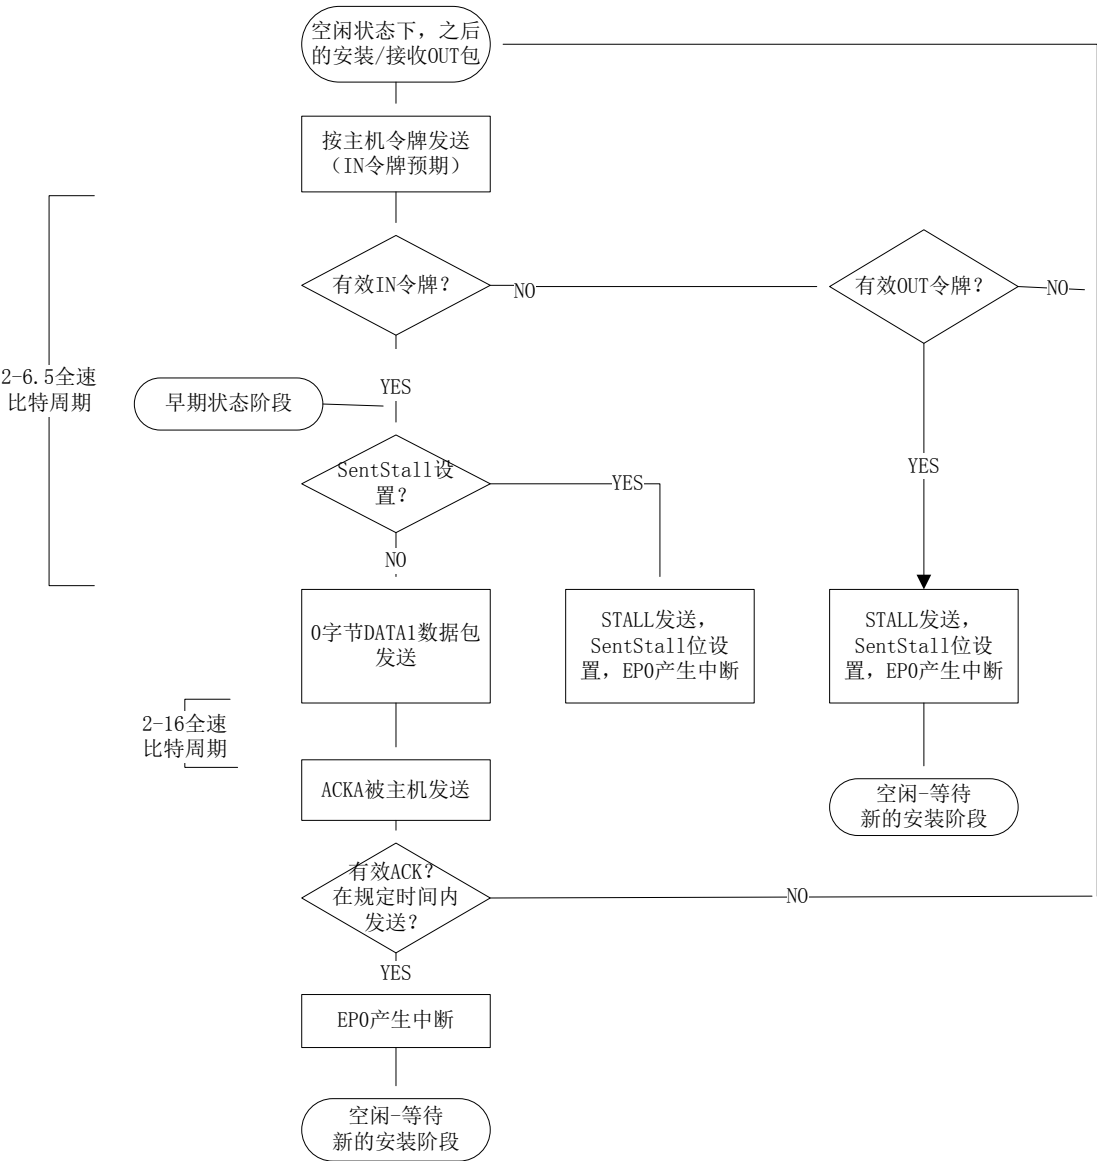 空闲状态下，之后
的安装/接收OUT包
按主机令牌发送
（IN令牌预期）
有效IN令牌？
NO
有效OUT令牌？
NO
2-6.5全速
比特周期
YES
早期状态阶段
SentStall设
置？
YES
YES
NO
0字节DATA1数据包
发送
STALL发送，
SentStall位设
置，EP0产生中断
STALL发送，
SentStall位设
置，EP0产生中断
2-16全速
比特周期
ACKA被主机发送
空闲-等待
新的安装阶段
有效ACK？
在规定时间内
发送？
NO
YES
EP0产生中断
空闲-等待
新的安装阶段